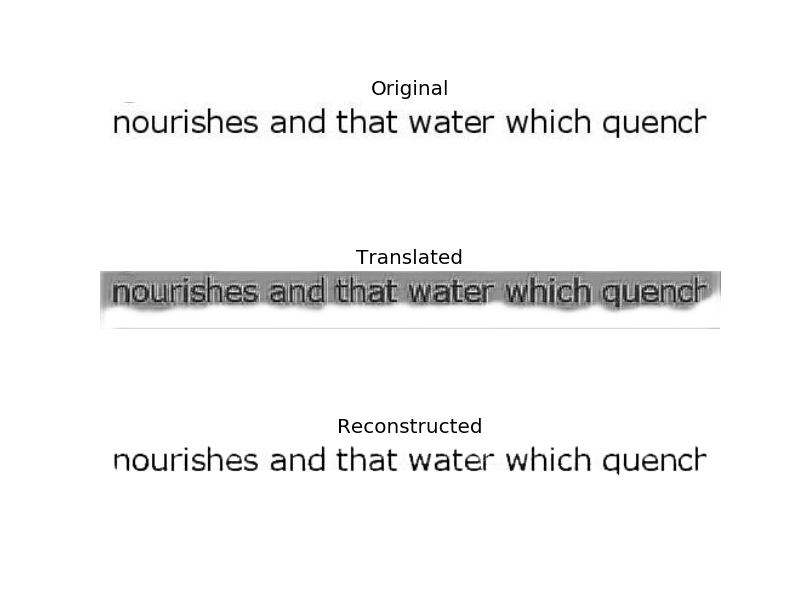 Original
nourishes and that water which quench
Translated
nourishes and that water which quench
Reconstructed
nourishes and that water which quench